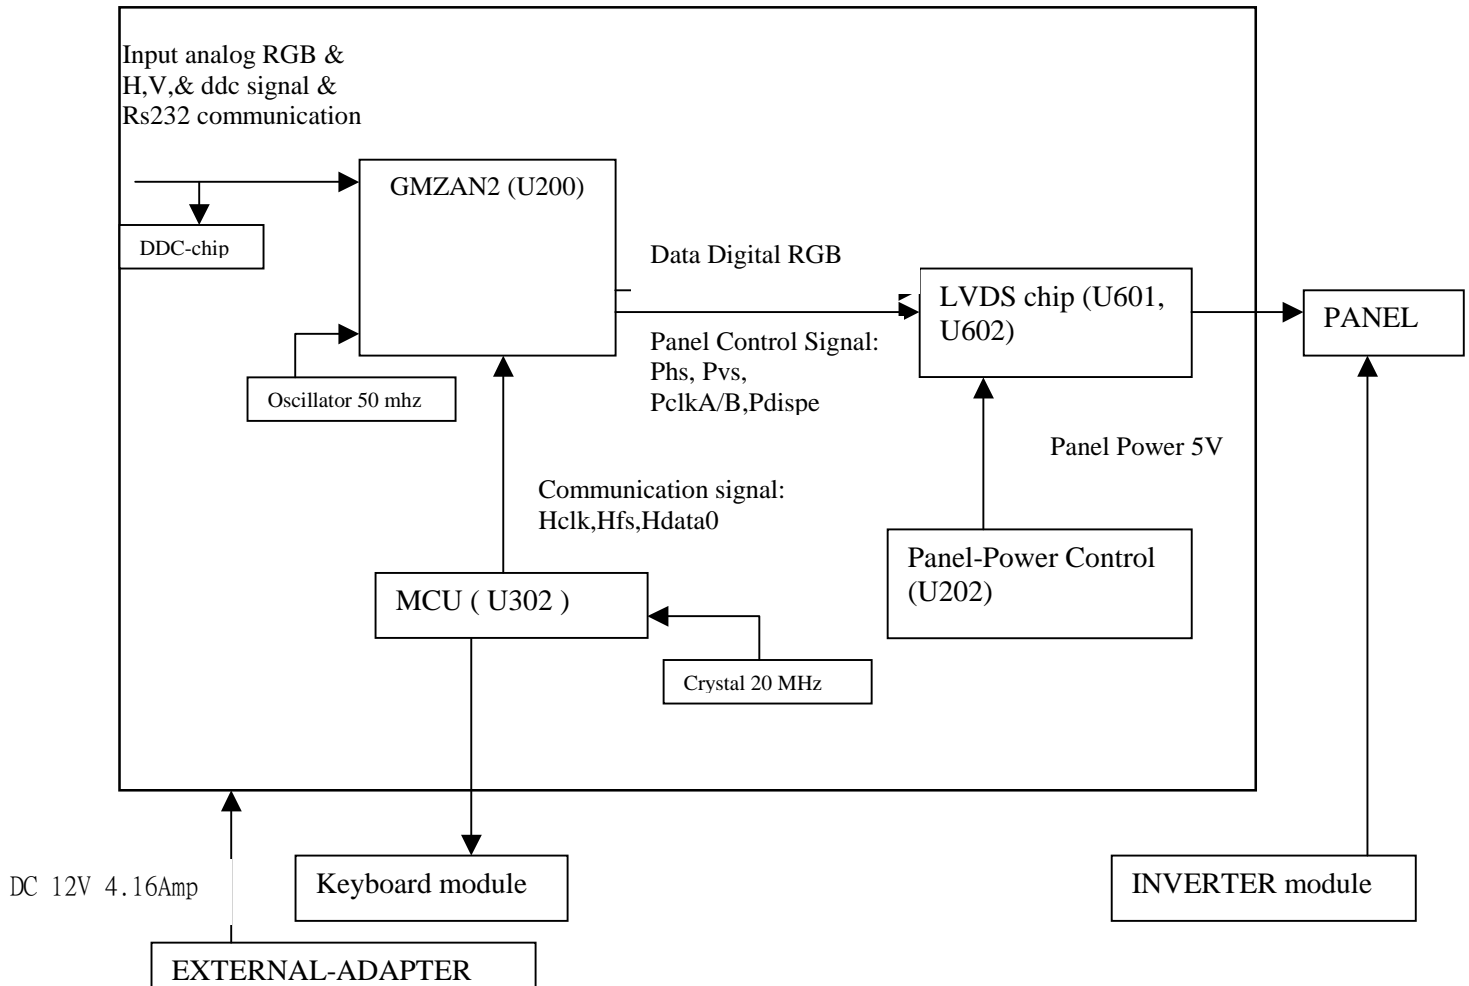 Input analog RGB &
H,V,& ddc signal &
Rs232 communication
GMZAN2 (U200)
DDC-chip
Data Digital RGB
LVDS chip (U601,
U602)
PANEL
Panel Control Signal:
Phs, Pvs,
PclkA/B,Pdispe
Oscillator 50 mhz
Panel Power 5V
Communication signal:
Hclk,Hfs,Hdata0
Panel-Power Control
(U202)
MCU ( U302 )
Crystal 20 MHz
DC 12V 4.16Amp
Keyboard module
INVERTER module
EXTERNAL-ADAPTER